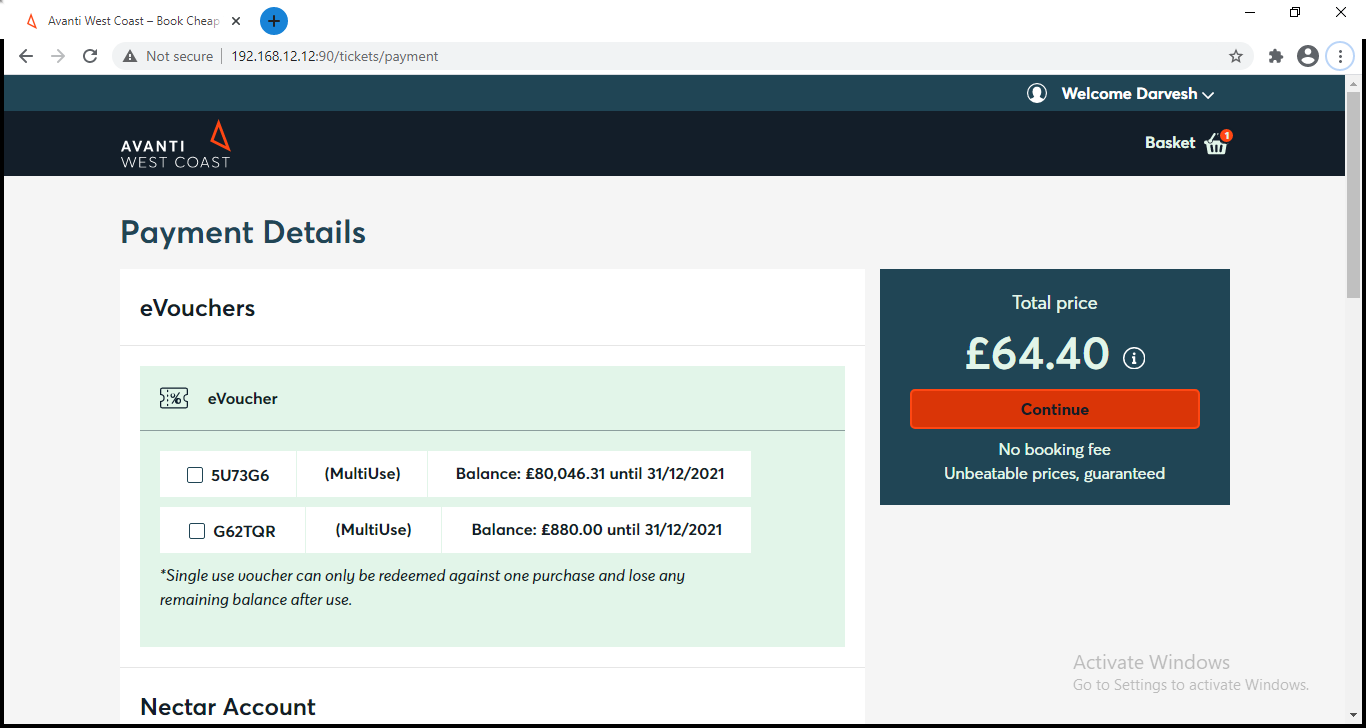 Avanti West Coast – Book Cheap
Not secure
192.168.12.12:90/tickets/payment
Welcome Darvesh
AVANTI
WEST COAST
Basket 1
Payment Details
eVouchers
%
eVoucher
5U73G6 (MultiUse) Balance: £80,046.31 until 31/12/2021
G62TQR (MultiUse) Balance: £880.00 until 31/12/2021
*Single use voucher can only be redeemed against one purchase and lose any
remaining balance after use.
Nectar Account
Total price
£64.40 i
Continue
No booking fee
Unbeatable prices, guaranteed
Activate Windows
Go to Settings to activate Windows.